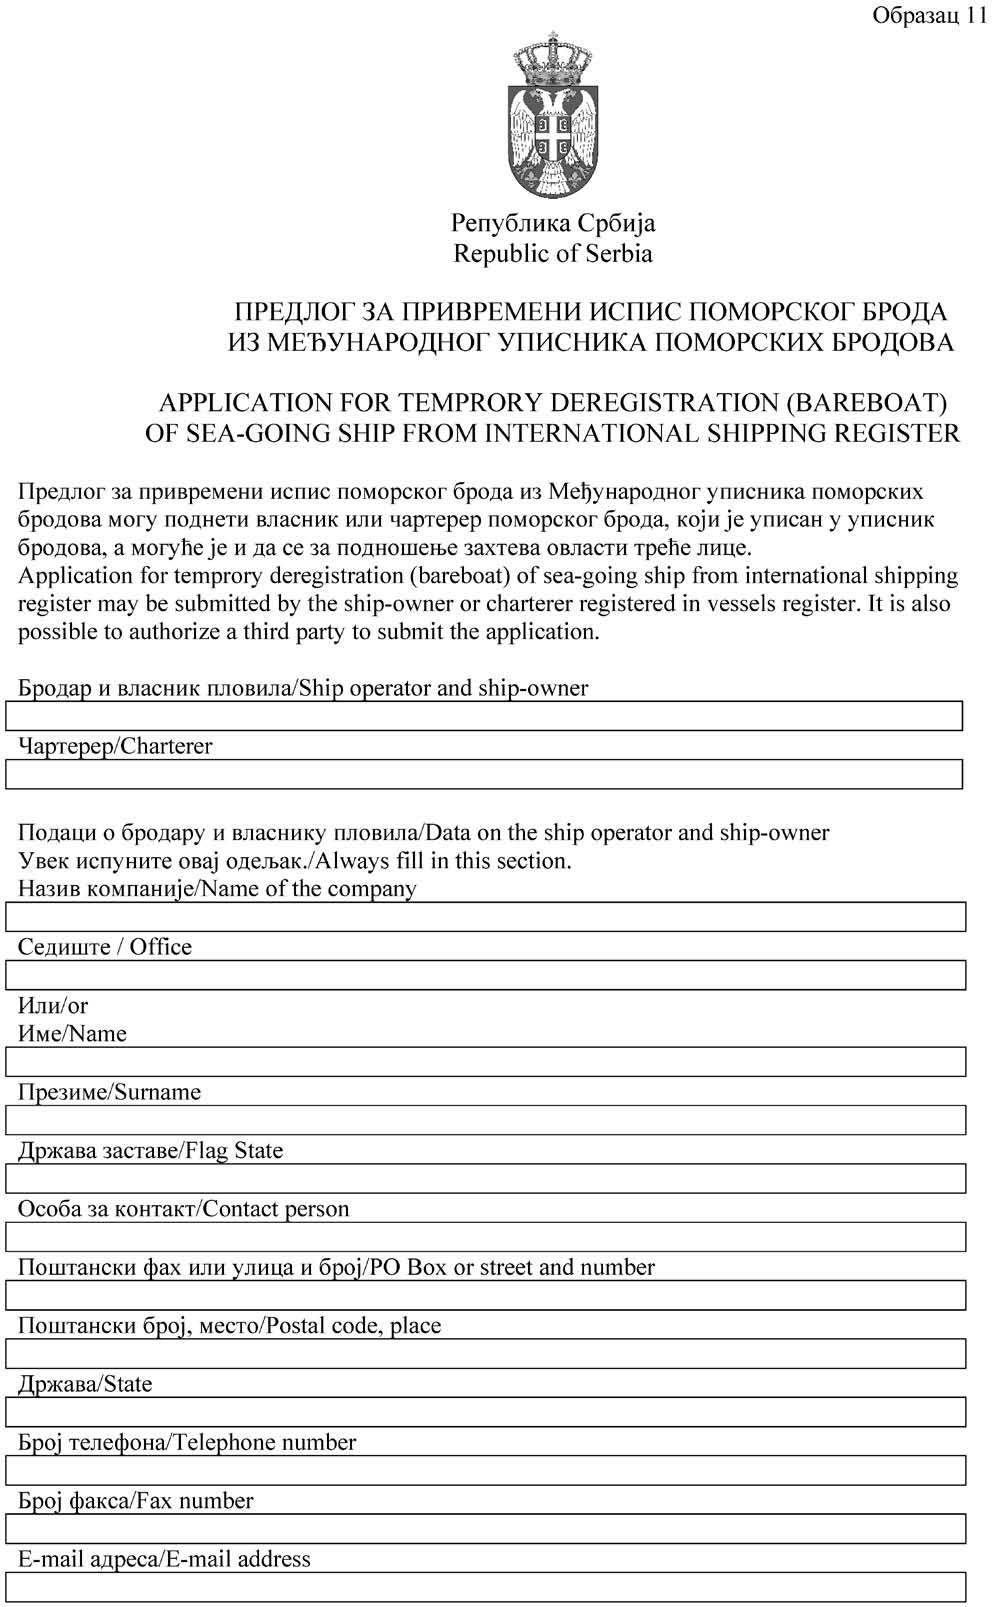 Образац 11
Република Србија
Republic of Serbia
ПРЕДЛОГ ЗА ПРИВРЕМЕНИ ИСПИС ПОМОРСКОГ БРОДА
ИЗ МЕЂУНАРОДНОГ УПИСНИКА ПОМОРСКИХ БРОДОВА
APPLICATION FOR TEMPRORY DEREGISTRATION (BAREBOAT)
OF SEA-GOING SHIP FROM INTERNATIONAL SHIPPING REGISTER
Предлог за привремени испис поморског брода из Међународног уписника поморских
бродова могу поднети власник или чартерер поморског брода, који је уписан у уписник
бродова, а могуће је и да се за подношење захтева овласти треће лице.
Application for temprory deregistration (bareboat) of sea-going ship from international shipping
register may be submitted by the ship-owner or charterer registered in vessels register. It is also
possible to authorize a third party to submit the application.
Бродар и власник пловила/Ship operator and ship-owner
Чартерер/Charterer
Подаци о бродару и власнику пловила/Data on the ship operator and ship-owner
Увек испуните овај одељак./Always fill in this section.
Назив компаније/Name of the company
Седиште / Office
Или/or
Име/Name
Презиме/Surname
Држава заставе/Flag State
Особа за контакт/Contact person
Поштански фах или улица и број/PO Box or street and number
Поштански број, место/Postal code, place
Држава/State
Број телефона/Telephone number
Број факса/Fax number
E-mail адреса/E-mail address